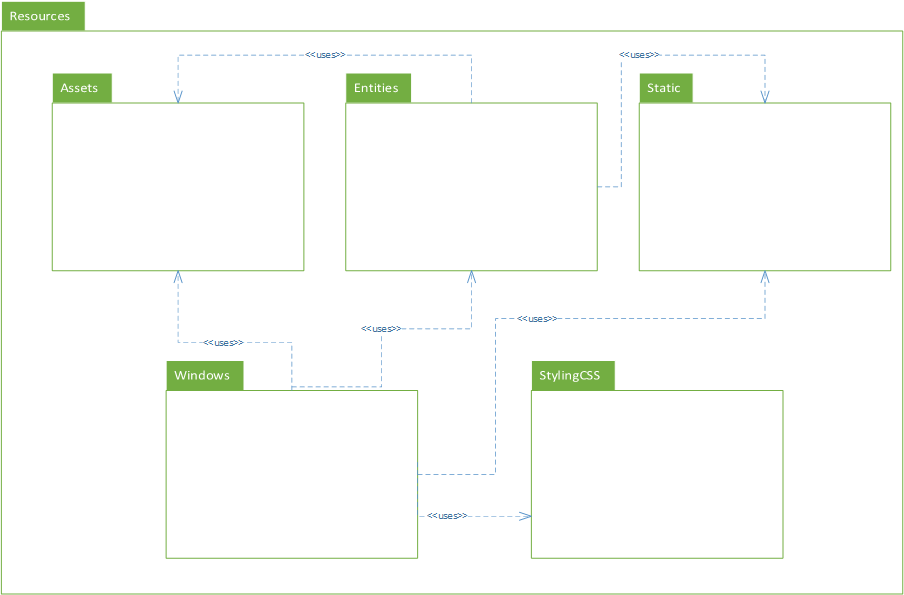 Resources
<<uses>>
<<uses>>
Assets
Entities
Static
<<uses>>
<<uses>>
<<uses>>
Windows
StylingCSS
<<uses>>